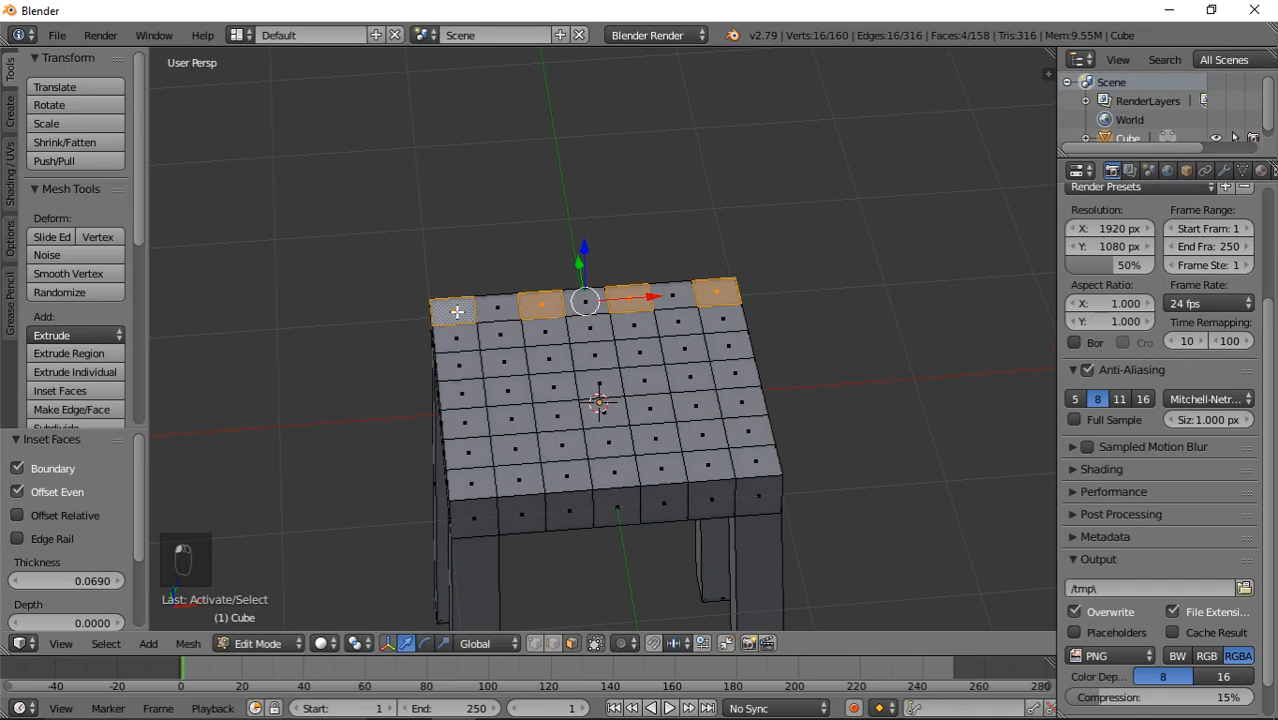 Blender
File Render Window Help Default Scene Blender Render v2.79 | Verts:16/160 | Edges:16/316 | Faces:4/158 | Tris:316 | Mem:9.55M | Cube
Tools
Create
Shading / UVs
Options
Grease Pencil
Transform
Translate
Rotate
Scale
Shrink/Fatten
Push/Pull
Mesh Tools
Deform:
Slide Ed Vertex
Noise
Smooth Vertex
Randomize
Add:
Extrude
Extrude Region
Extrude Individual
Inset Faces
Make Edge/Face
Inset Faces
Boundary
Offset Even
Offset Relative
Edge Rail
Thickness
0.0690
Depth
0.0000
User Persp
Last: Activate/Select
(1) Cube
View Search All Scenes
Scene
RenderLayers
World
Cube
Render Presets
Resolution: Frame Range:
X: 1920 px Start Fram: 1
Y: 1080 px End Fra: 250
50% Frame Ste: 1
Aspect Ratio: Frame Rate:
X: 1.000 24 fps
Y: 1.000 Time Remapping:
Bor Cro 10 100
Anti-Aliasing
5 8 11 16 Mitchell-Netr...
Full Sample Siz: 1.000 px
Sampled Motion Blur
Shading
Performance
Post Processing
Metadata
Output
/tmp\
Overwrite File Extensi...
Placeholders Cache Result
PNG BW RGB RGBA
Color Dep... 8 16
Compression: 15%
View Select Add Mesh Edit Mode Global
-40 -20 0 20 40 60 80 100 120 140 160 180 200 220 240 260 280
View Marker Frame Playback Start: 1 End: 250 1 No Sync